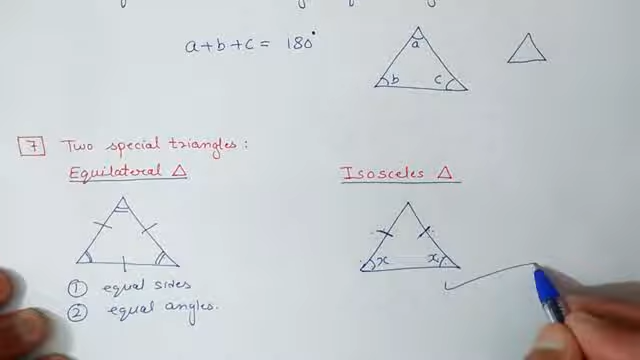 a+b+c = 180°
a
b
c
7 Two special triangles:
Equilateral Δ
Isosceles Δ
x
x
① equal sides
② equal angles.